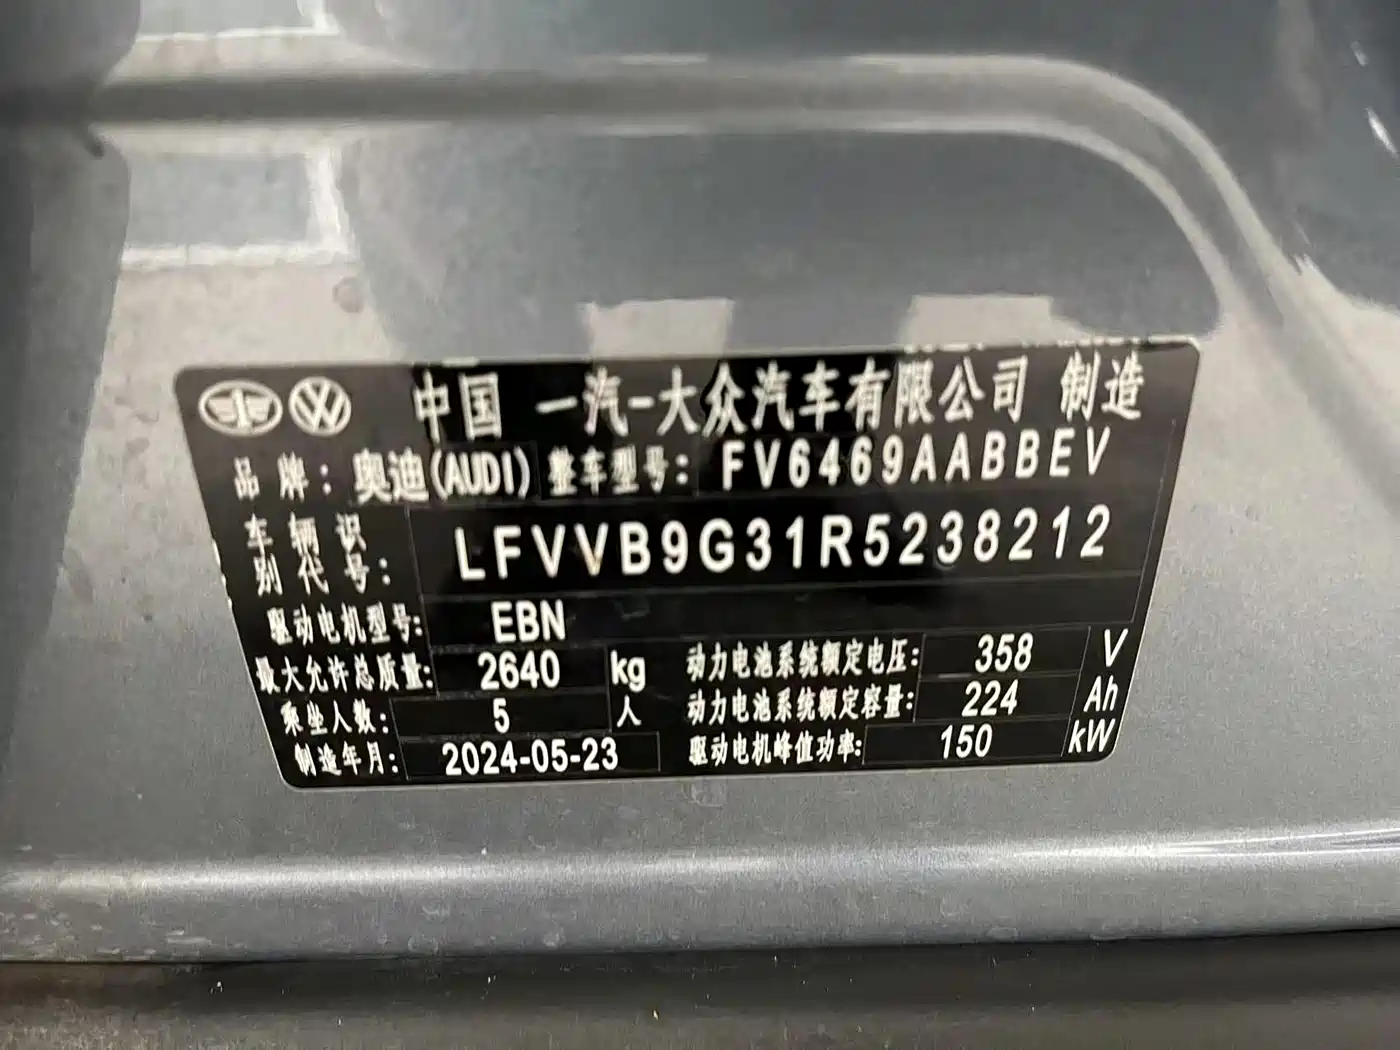 中国 一汽-大众汽车有限公司 制造
品牌：奥迪(AUDI) 整车型号：FV6469AABBEV
车辆识别代号：LFVVB9G31R5238212
驱动电机型号：EBN
最大允许总质量：2640 kg 动力电池系统额定电压：358 V
乘坐人数：5 人 动力电池系统额定容量：224 Ah
制造年月：2024-05-23 驱动电机峰值功率：150 kW